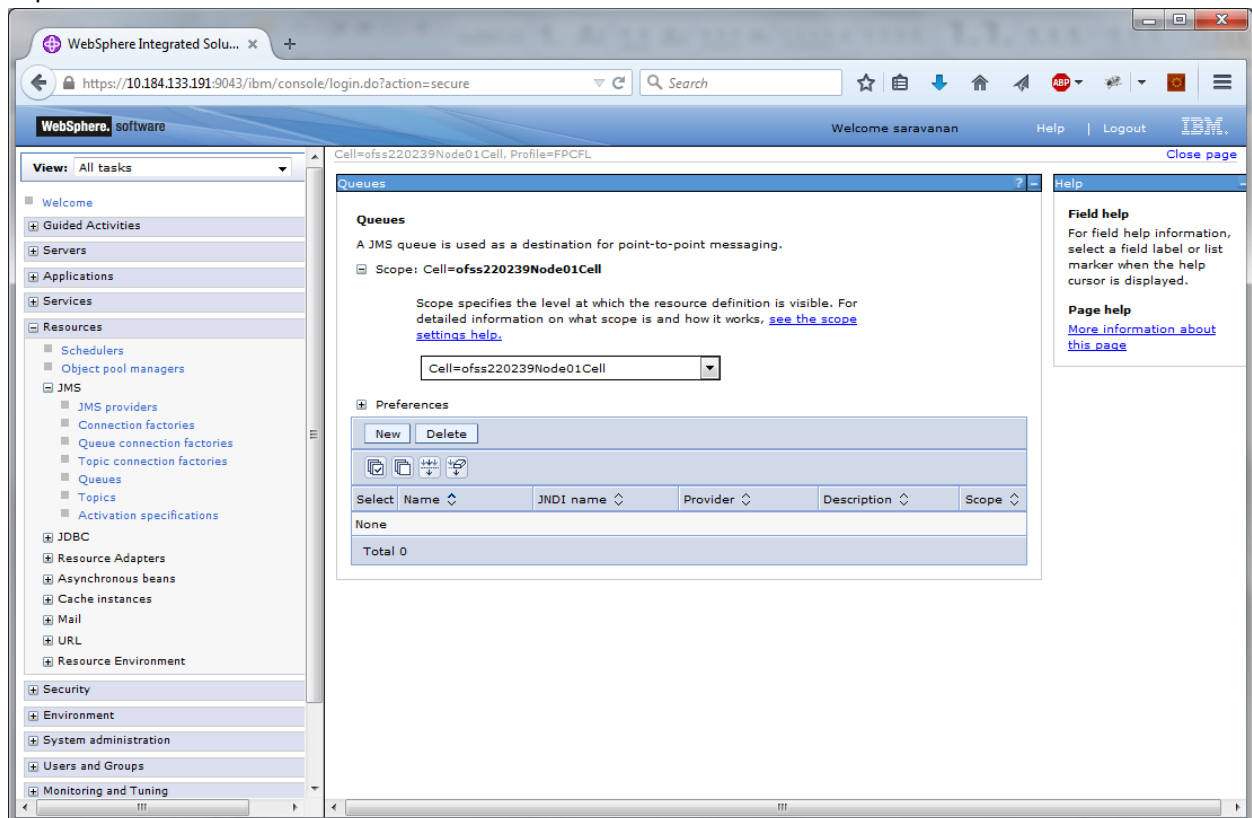 WebSphere Integrated Solu...
https://10.184.133.191:9043/ibm/console/login.do?action=secure
Search
ABP
WebSphere. software
Welcome saravanan
Help | Logout
IBM.
View: All tasks
Welcome
Guided Activities
Servers
Applications
Services
Resources
Schedulers
Object pool managers
JMS
JMS providers
Connection factories
Queue connection factories
Topic connection factories
Queues
Topics
Activation specifications
JDBC
Resource Adapters
Asynchronous beans
Cache instances
Mail
URL
Resource Environment
Security
Environment
System administration
Users and Groups
Monitoring and Tuning
Cell=ofss220239Node01Cell, Profile=FPCFL
Close page
Queues
?
Queues
A JMS queue is used as a destination for point-to-point messaging.
Scope: Cell=ofss220239Node01Cell
Scope specifies the level at which the resource definition is visible. For
detailed information on what scope is and how it works, see the scope
settings help.
Cell=ofss220239Node01Cell
Preferences
New Delete
Select Name JNDI name Provider Description Scope
None
Total 0
Help
Field help
For field help information,
select a field label or list
marker when the help
cursor is displayed.
Page help
More information about
this page